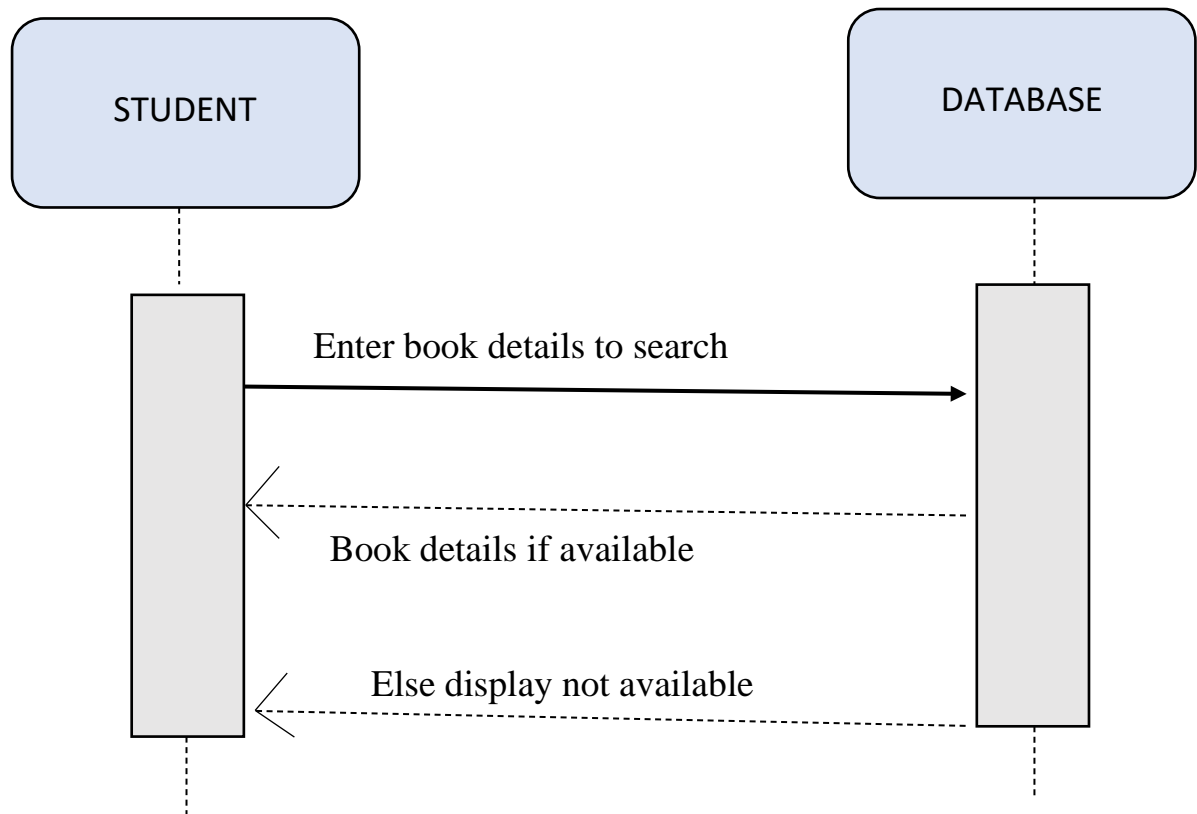 STUDENT
DATABASE
Enter book details to search
Book details if available
Else display not available